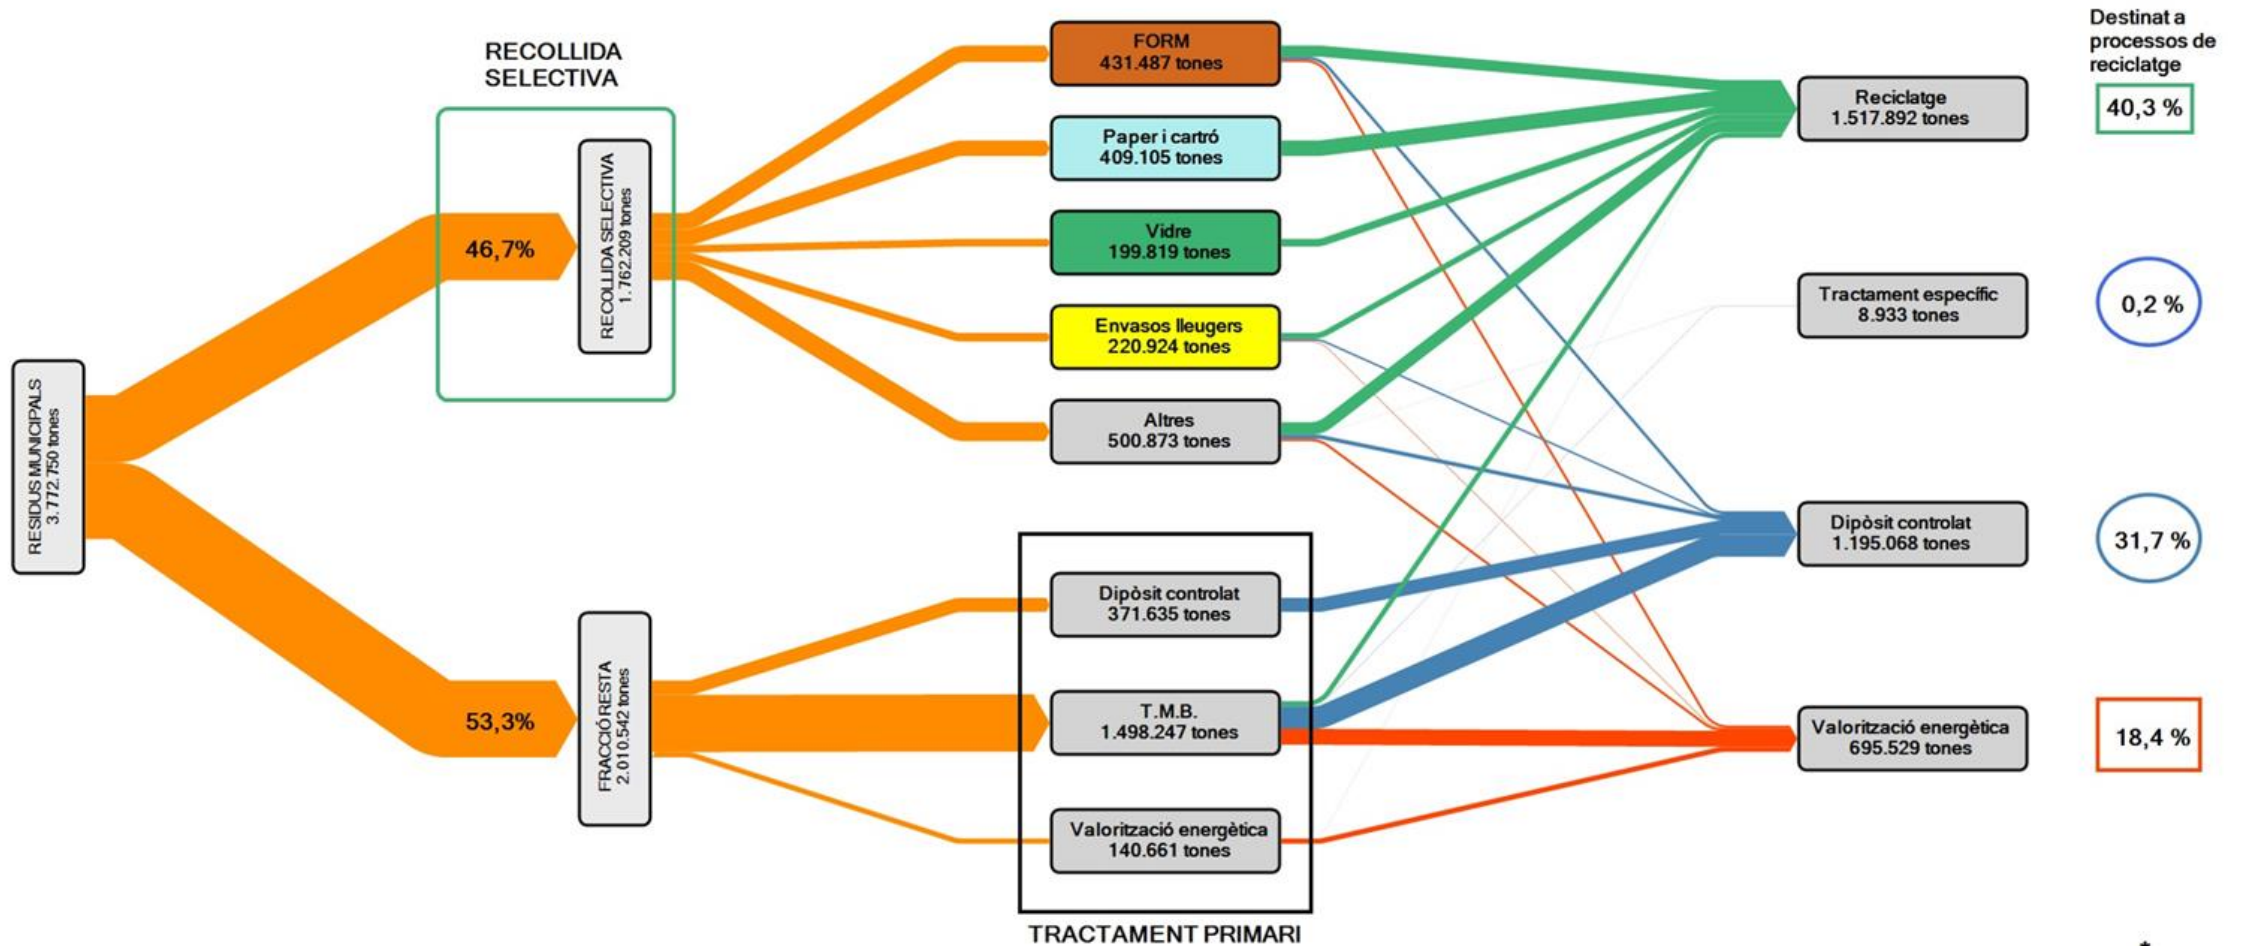 RESIDUS MUNICIPALS
3.772.750 tones
RECOLLIDA
SELECTIVA
46,7%
RECOLLIDA SELECTIVA
1.762.209 tones
53,3%
FRACCIÓ RESTA
2.010.542 tones
FORM
431.487 tones
Paper i cartró
409.105 tones
Vidre
199.819 tones
Envasos lleugers
220.924 tones
Altres
500.873 tones
Dipòsit controlat
371.635 tones
T.M.B.
1.498.247 tones
Valorització energètica
140.661 tones
TRACTAMENT PRIMARI
Reciclatge
1.517.892 tones
Tractament específic
8.933 tones
Dipòsit controlat
1.195.068 tones
Valorització energètica
695.529 tones
Destinat a
processos de
reciclatge
40,3 %
0,2 %
31,7 %
18,4 %
*